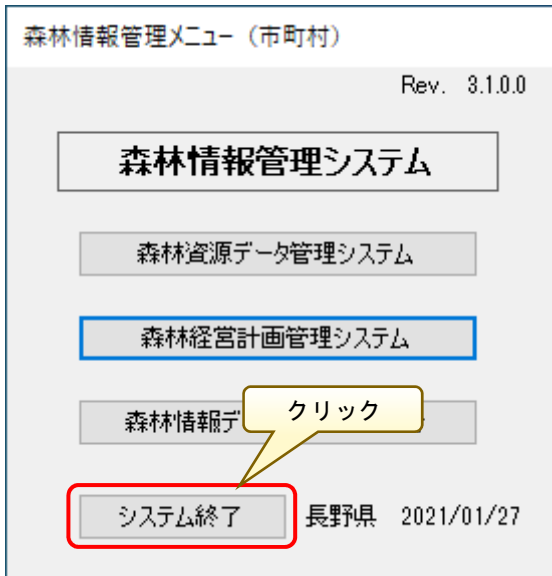 森林情報管理メニュー（市町村）
Rev. 3.1.0.0
森林情報管理システム
森林資源データ管理システム
森林経営計画管理システム
森林情報デ
クリック
システム終了 長野県 2021/01/27